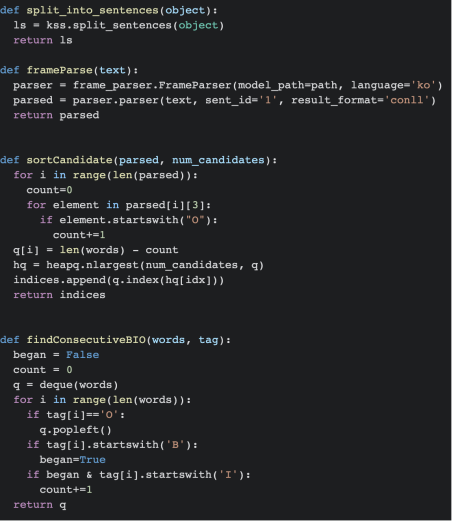 def split_into_sentences(object):
  ls = kss.split_sentences(object)
  return ls

def frameParse(text):
  parser = frame_parser.FrameParser(model_path=path, language='ko')
  parsed = parser.parser(text, sent_id='1', result_format='conll')
  return parsed

def sortCandidate(parsed, num_candidates):
  for i in range(len(parsed)):
    count=0
    for element in parsed[i][3]:
      if element.startswith("O"):
        count+=1
  q[i] = len(words) - count
  hq = heapq.nlargest(num_candidates, q)
  indices.append(q.index(hq[idx]))
  return indices

def findConsecutiveBIO(words, tag):
  began = False
  count = 0
  q = deque(words)
  for i in range(len(words)):
    if tag[i]=='O':
      q.popleft()
    if tag[i].startswith('B'):
      began=True
    if began & tag[i].startswith('I'):
      count+=1
  return q